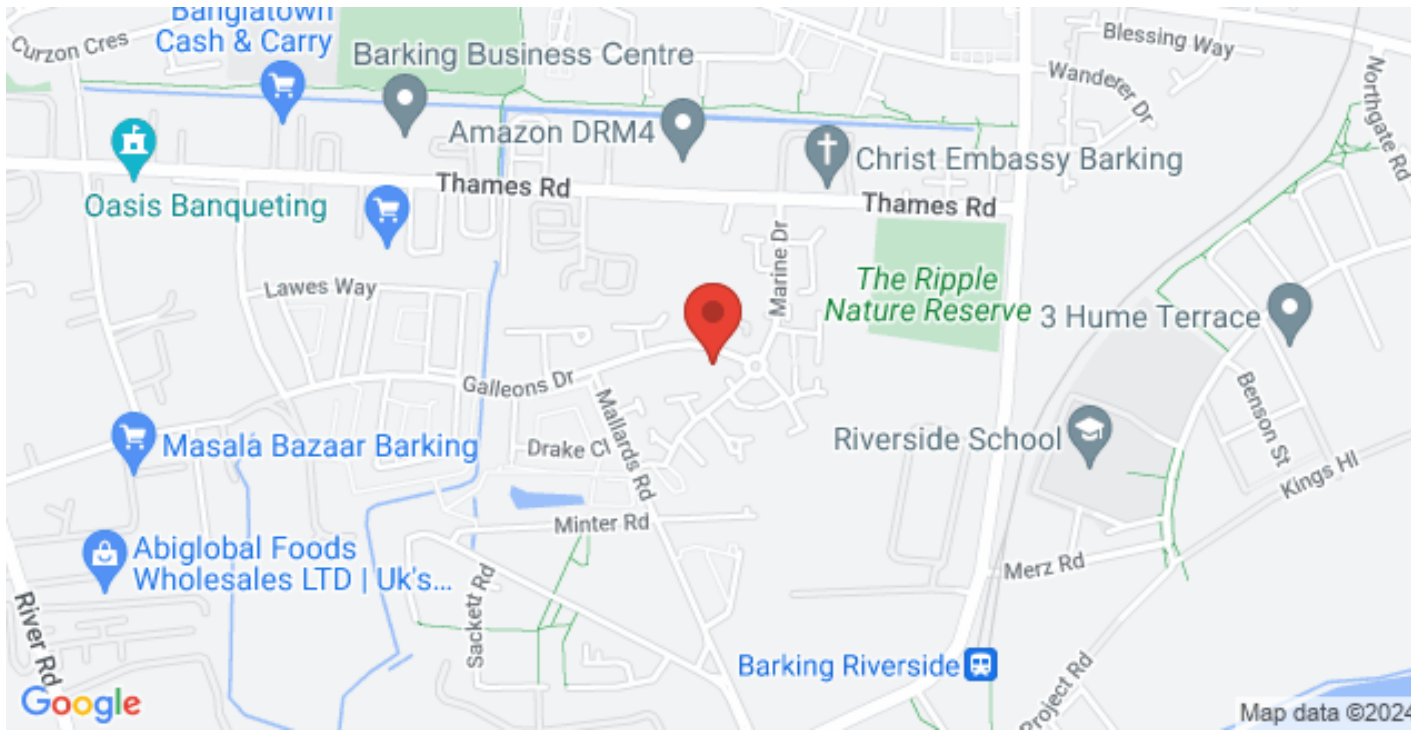 Banglatown
Cash & Carry
Curzon Cres
Barking Business Centre
Blessing Way
Wanderer Dr
Northgate Rd
Amazon DRM4
Christ Embassy Barking
Thames Rd
Thames Rd
Oasis Banqueting
Marine Dr
Lawes Way
The Ripple
Nature Reserve
3 Hume Terrace
Galleons Dr
Mallards Rd
Benson St
Drake Cl
Masala Bazaar Barking
Riverside School
Kings Hl
Minter Rd
Abiglobal Foods
Wholesales LTD | Uk's...
Merz Rd
Sackett Rd
River Rd
Barking Riverside
Project Rd
Google
Map data ©2024